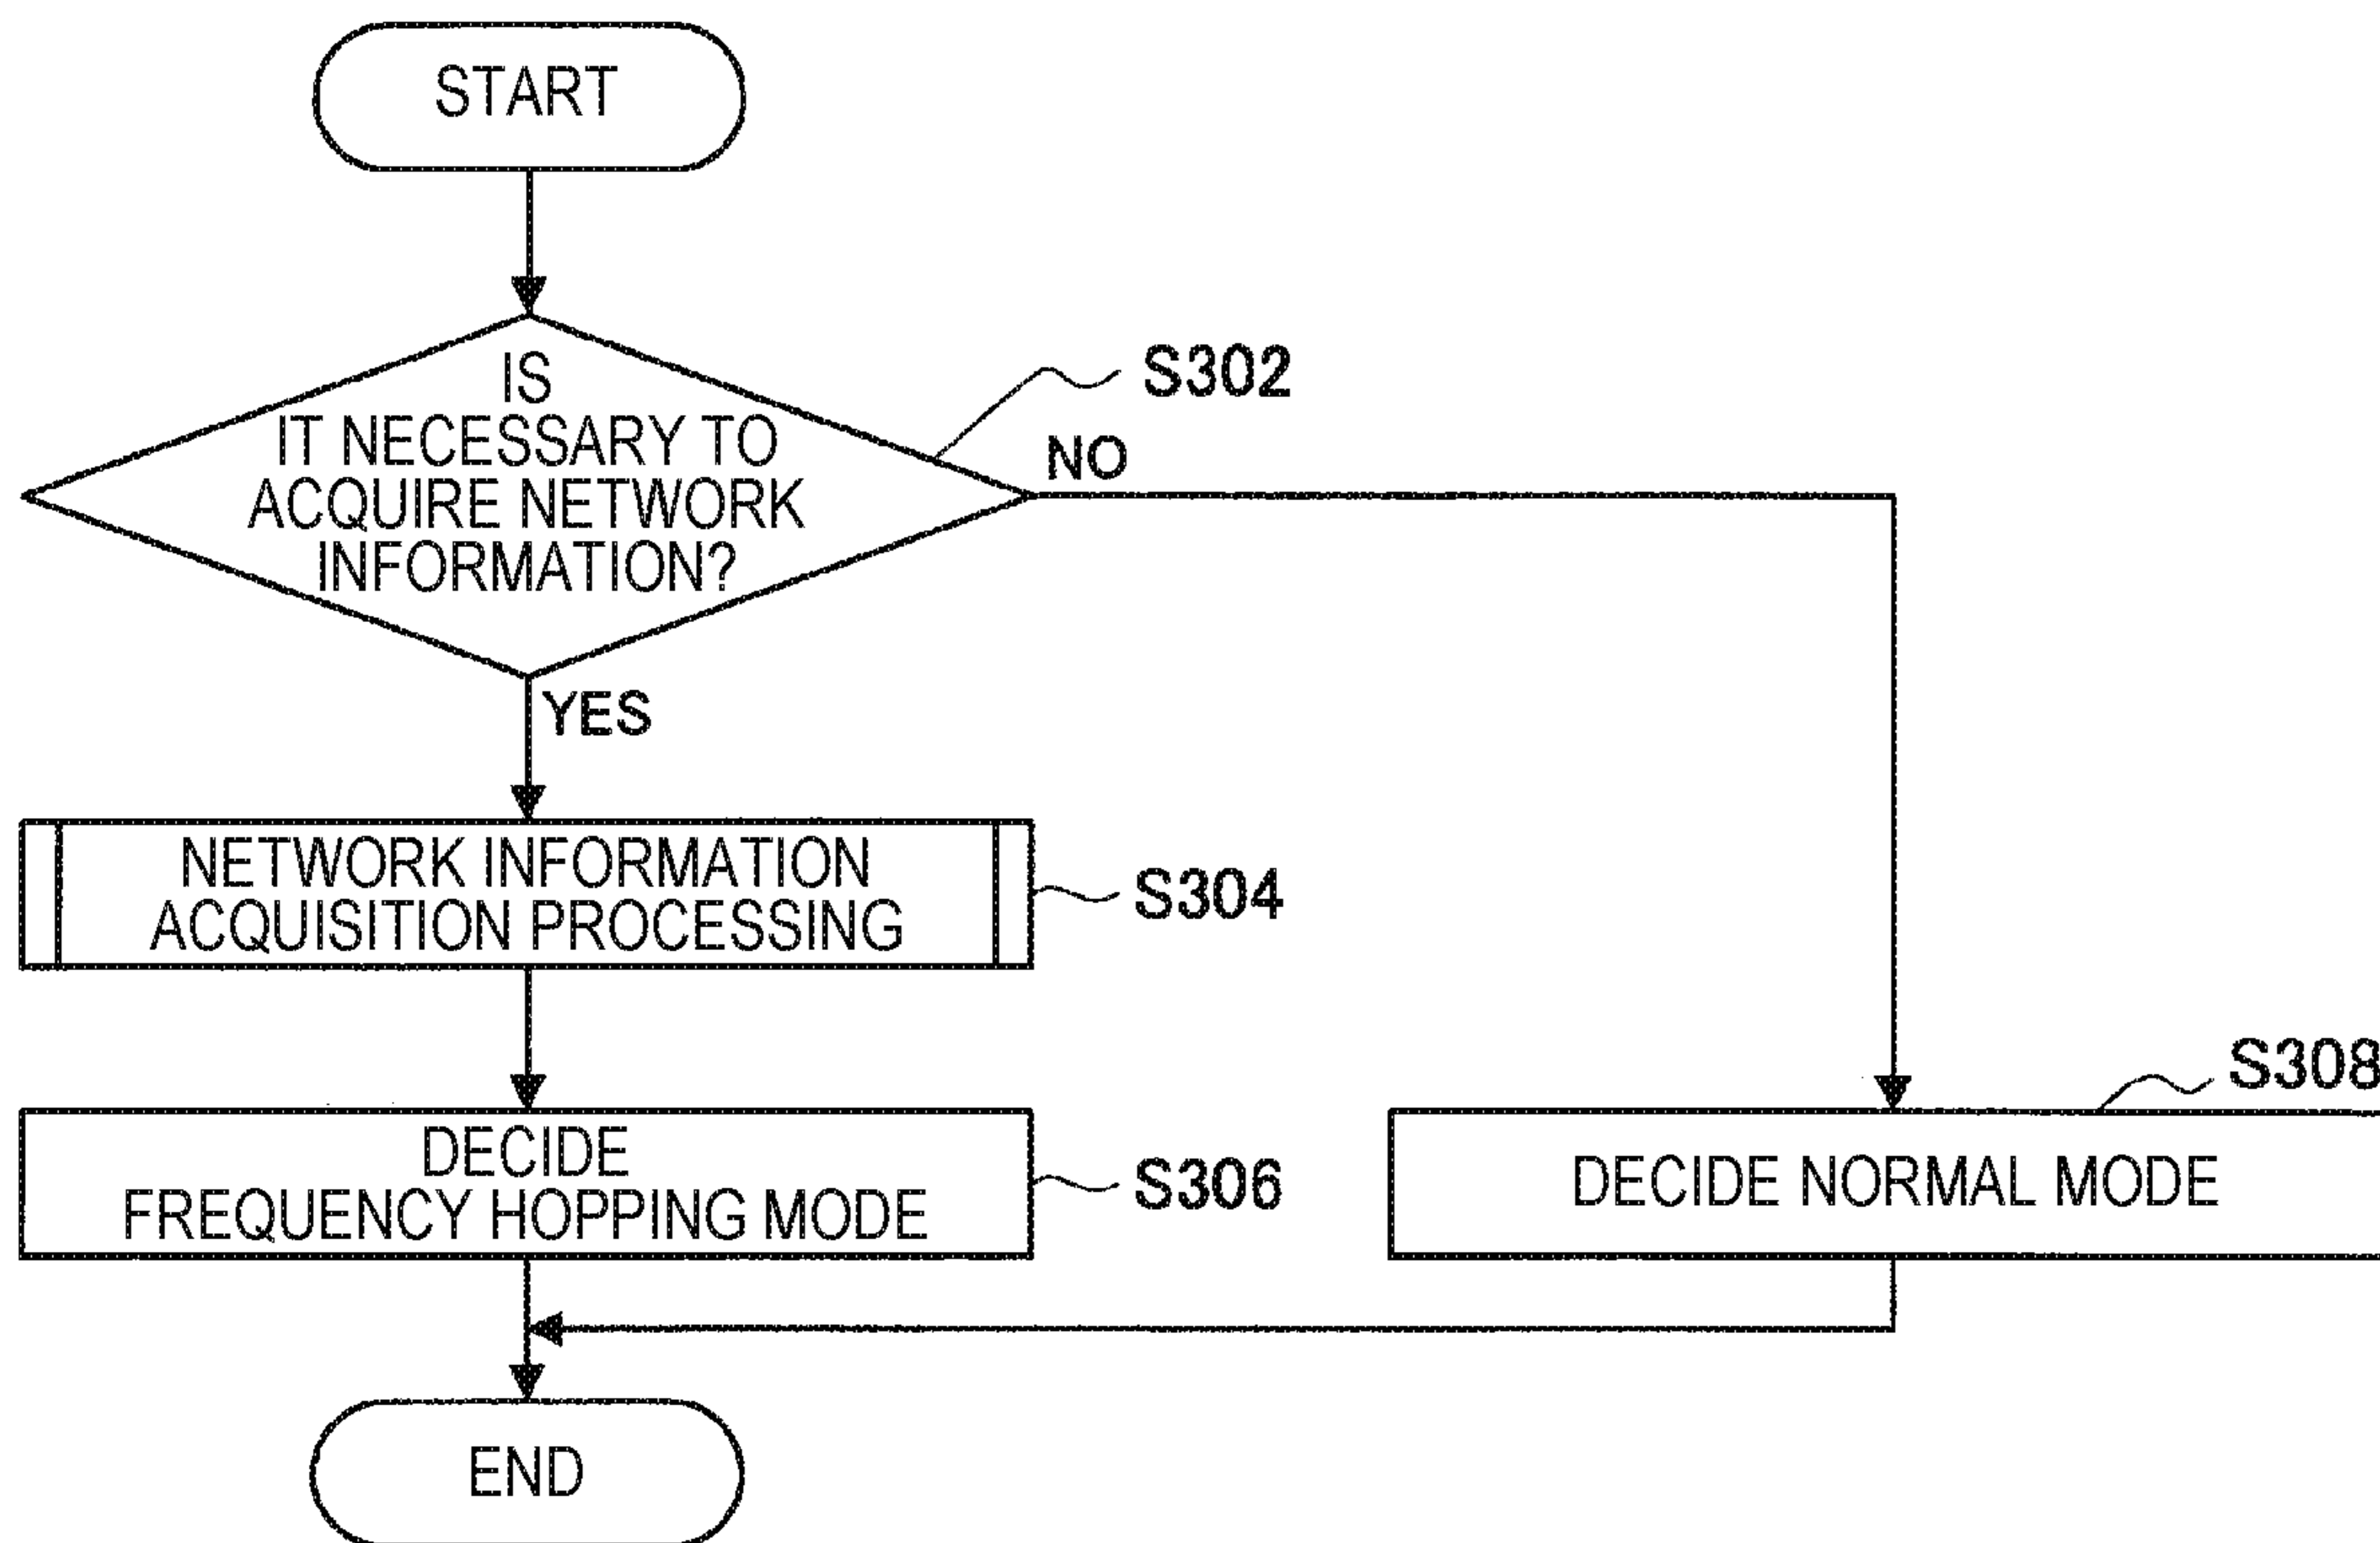 START
IS
IT NECESSARY TO
ACQUIRE NETWORK
INFORMATION?
S302
NO
YES
NETWORK INFORMATION
ACQUISITION PROCESSING
S304
DECIDE
FREQUENCY HOPPING MODE
S306
S308
DECIDE NORMAL MODE
END